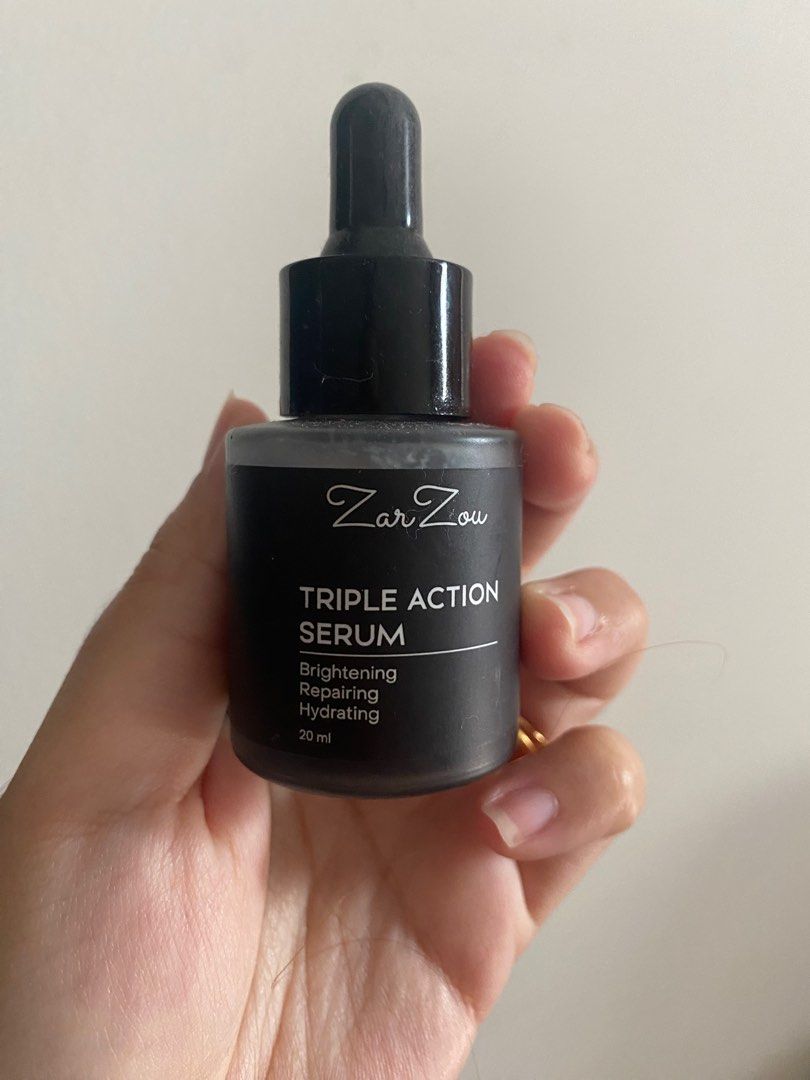 ZarZou
TRIPLE ACTION
SERUM
Brightening
Repairing
Hydrating
20 ml